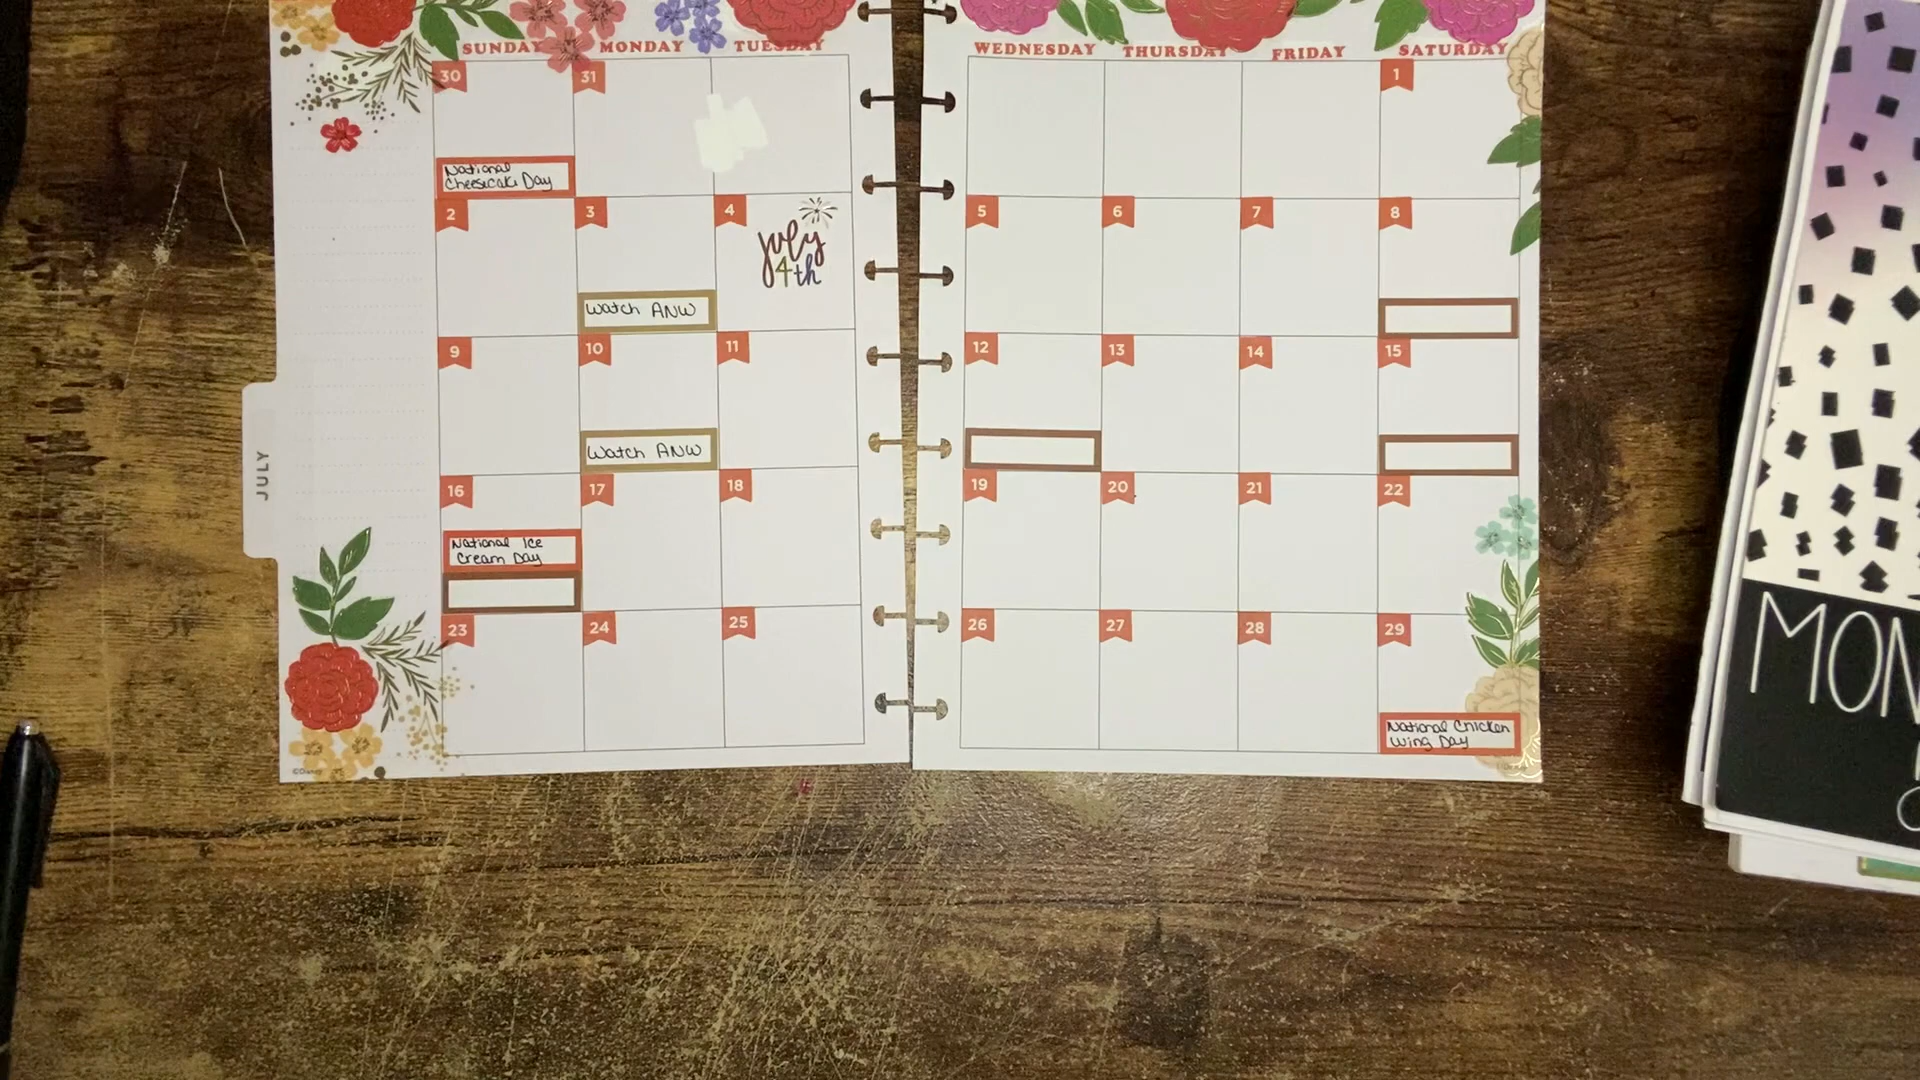 SUNDAY MONDAY TUESDAY WEDNESDAY THURSDAY FRIDAY SATURDAY
30 31 1
National
Cheesecake Day
2 3 4 5 6 7 8
July
4th
Watch ANW
9 10 11 12 13 14 15
Watch ANW
JULY
16 17 18 19 20 21 22
National Ice
Cream Day
23 24 25 26 27 28 29
National Chicken
Wing Day
©Disney
MON